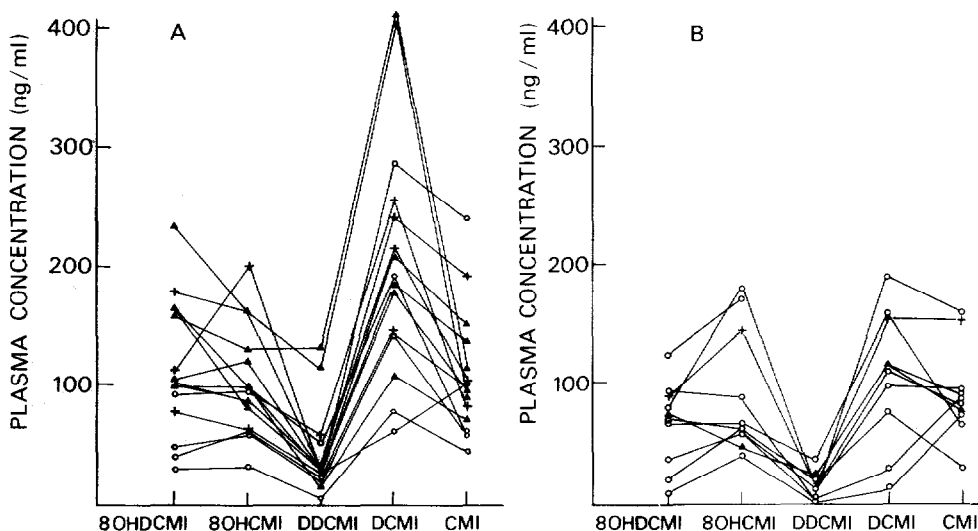 A
PLASMA CONCENTRATION (ng/ml)
400
300
200
100
8OHDCMI 8OHCMI DDCMI DCMI CMI
B
PLASMA CONCENTRATION (ng/ml)
400
300
200
100
8OHDCMI 8OHCMI DDCMI DCMI CMI